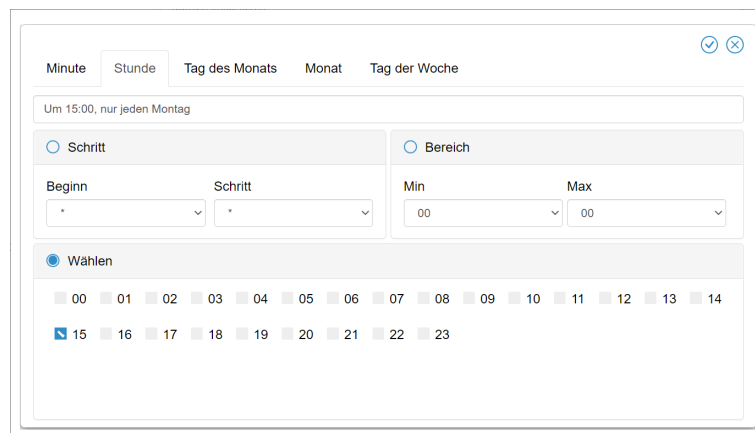 Minute Stunde Tag des Monats Monat Tag der Woche
Um 15:00, nur jeden Montag
Schritt Bereich
Beginn Schritt Min Max
* * 00 00
Wählen
00 01 02 03 04 05 06 07 08 09 10 11 12 13 14
15 16 17 18 19 20 21 22 23